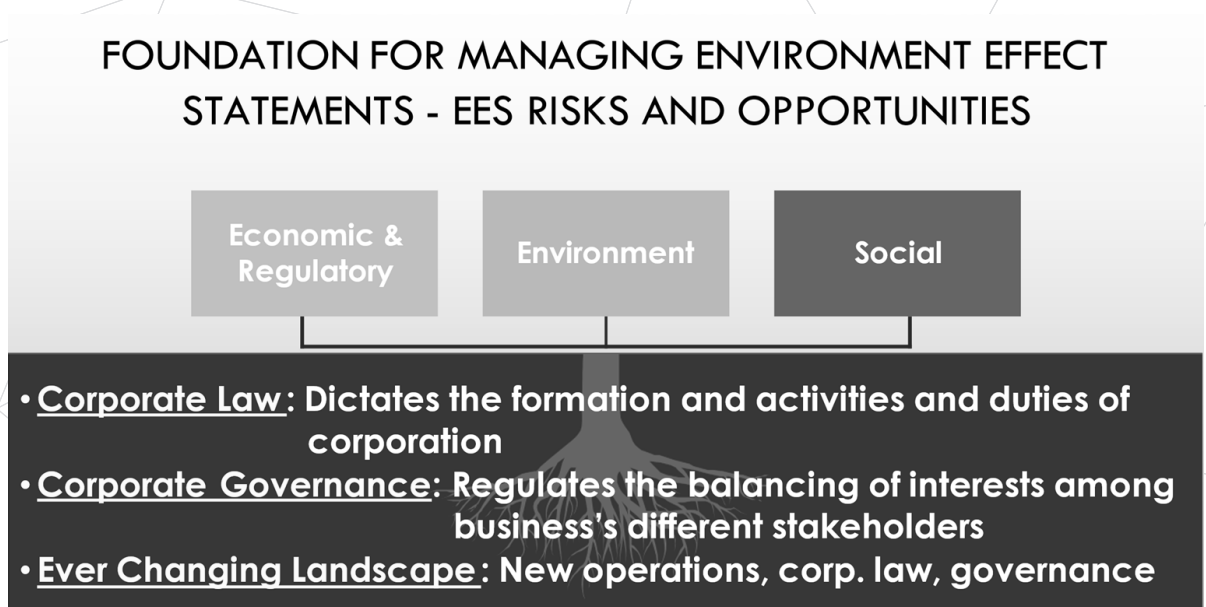 FOUNDATION FOR MANAGING ENVIRONMENT EFFECT
STATEMENTS - EES RISKS AND OPPORTUNITIES
Economic &
Regulatory
Environment
Social
• Corporate Law: Dictates the formation and activities and duties of
corporation
• Corporate Governance: Regulates the balancing of interests among
business's different stakeholders
• Ever Changing Landscape: New operations, corp. law, governance